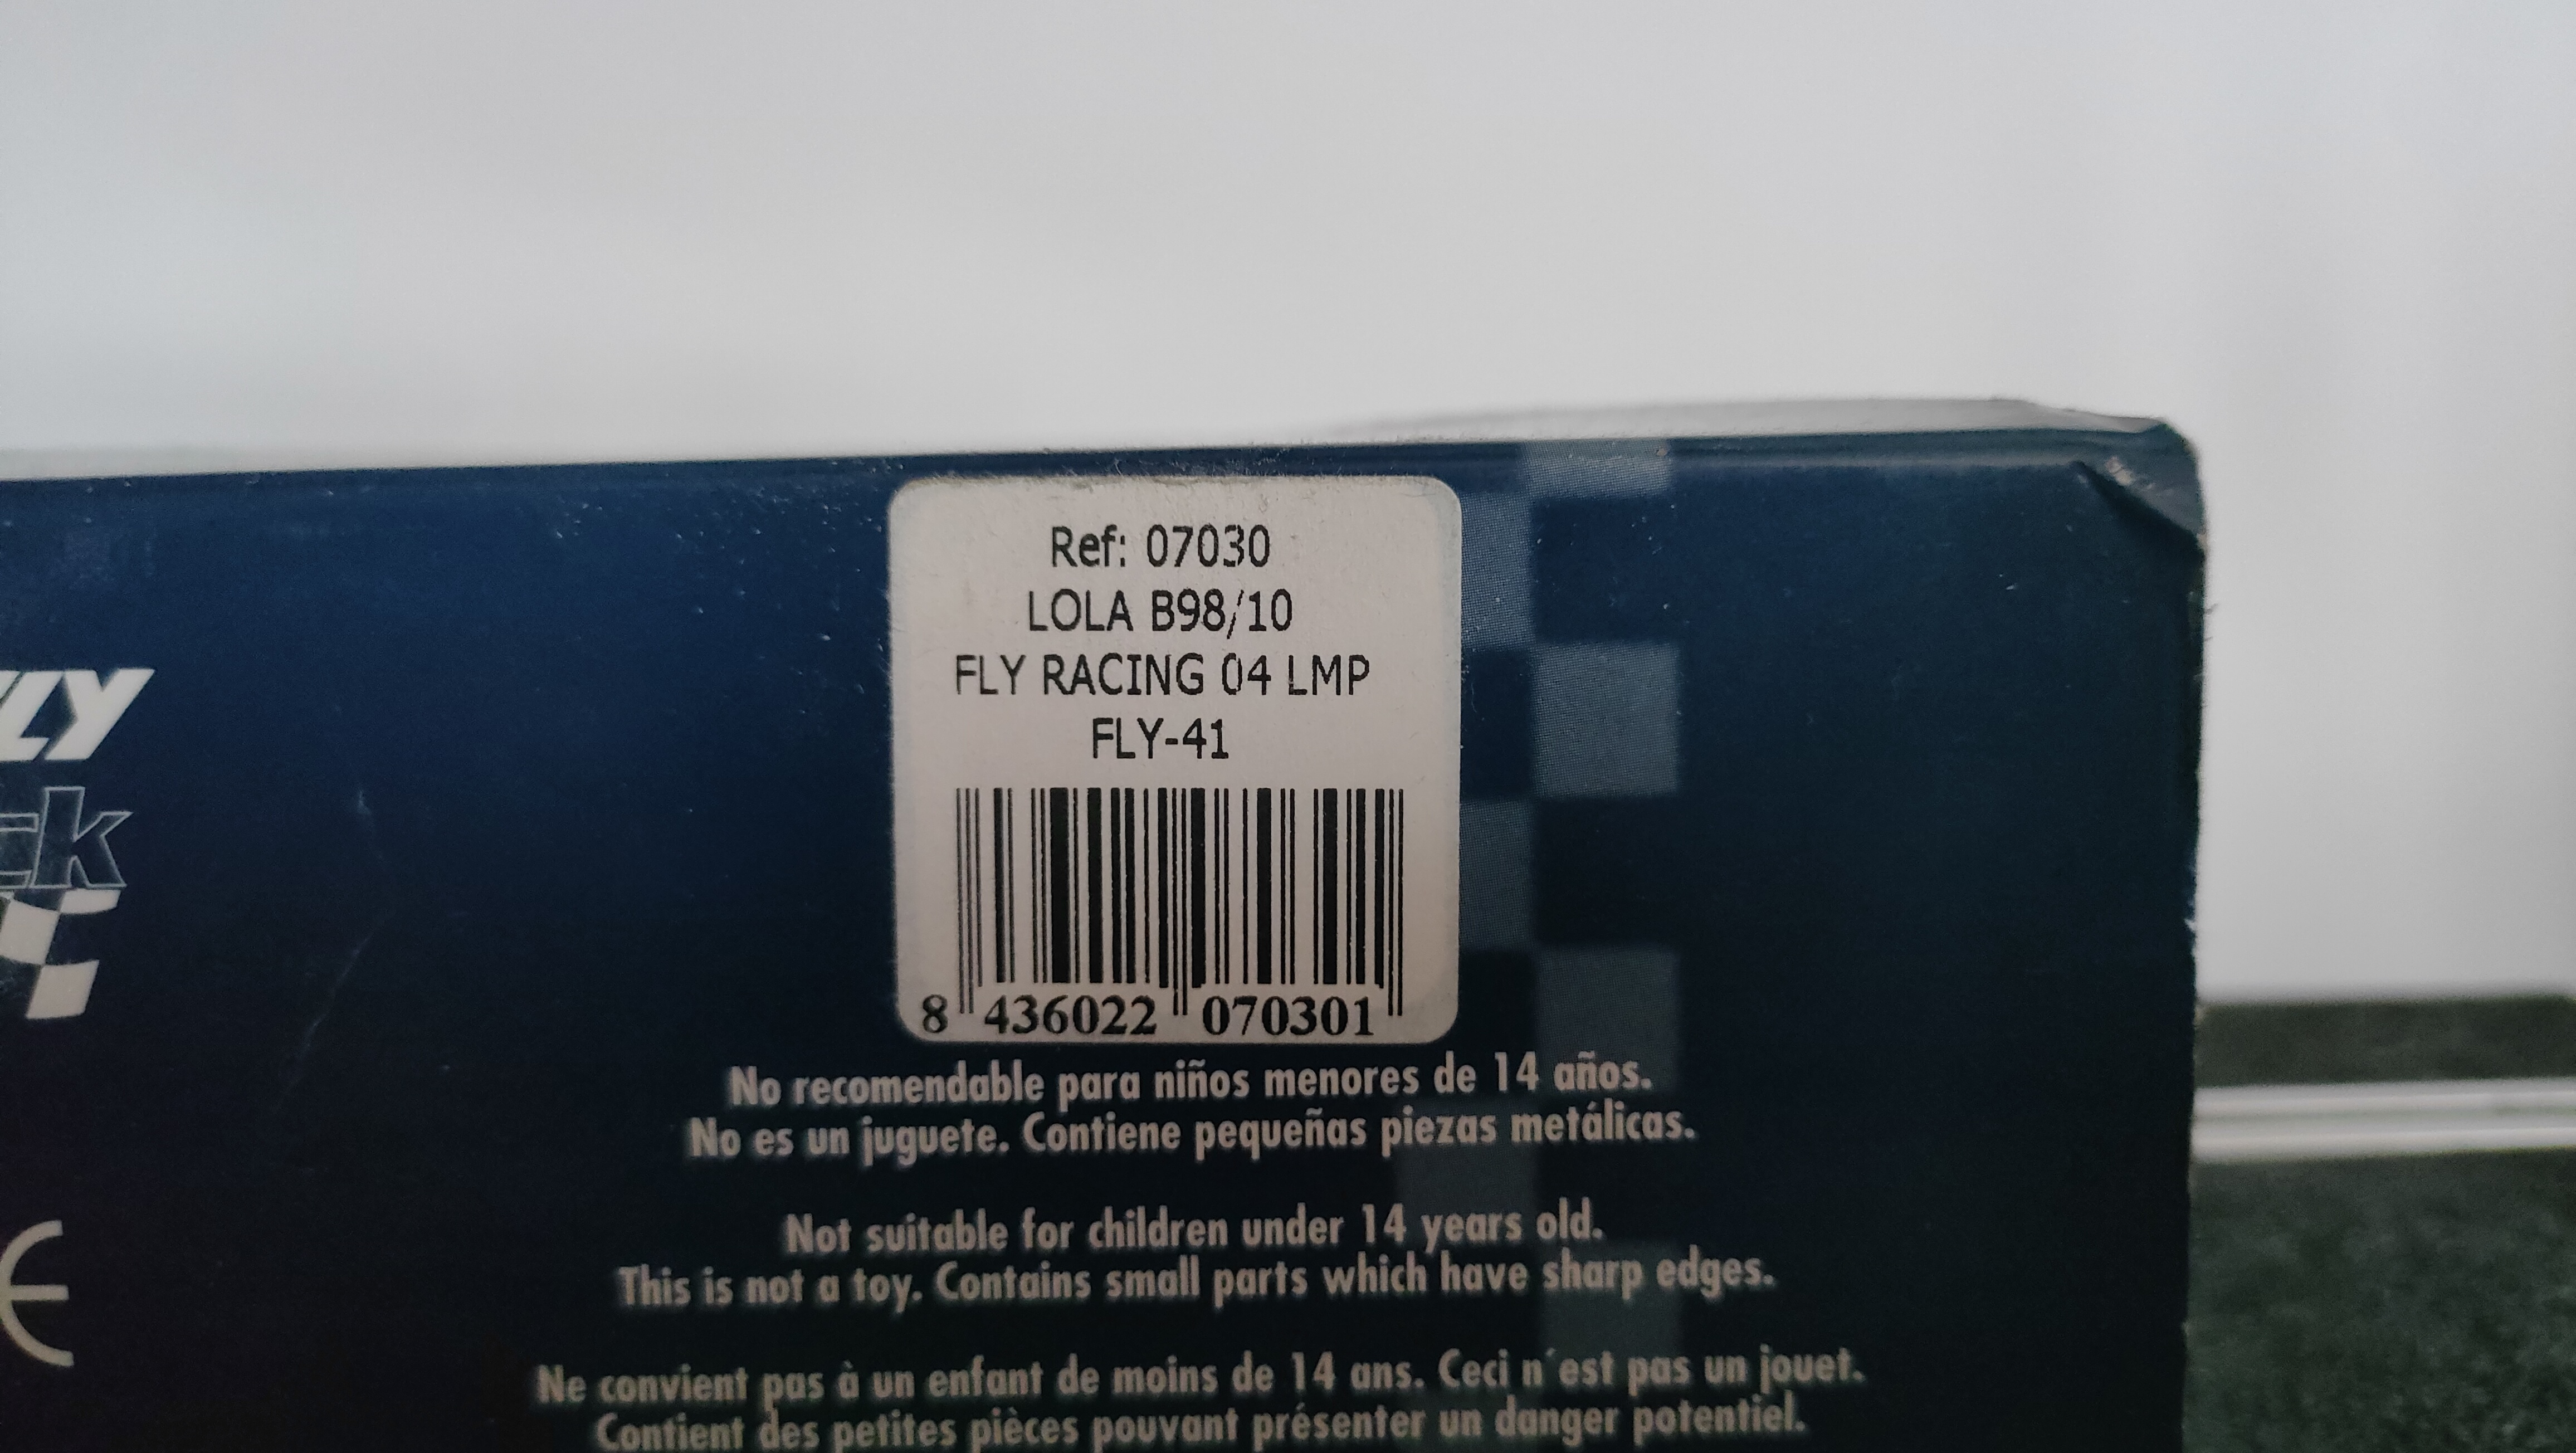 Ref: 07030
LOLA B98/10
FLY RACING 04 LMP
FLY-41
8 436022 070301
No recomendable para niños menores de 14 años.
No es un juguete. Contiene pequeñas piezas metálicas.
Not suitable for children under 14 years old.
This is not a toy. Contains small parts which have sharp edges.
Ne convient pas à un enfant de moins de 14 ans. Ceci n´est pas un jouet.
Contient des petites pièces pouvant présenter un danger potentiel.